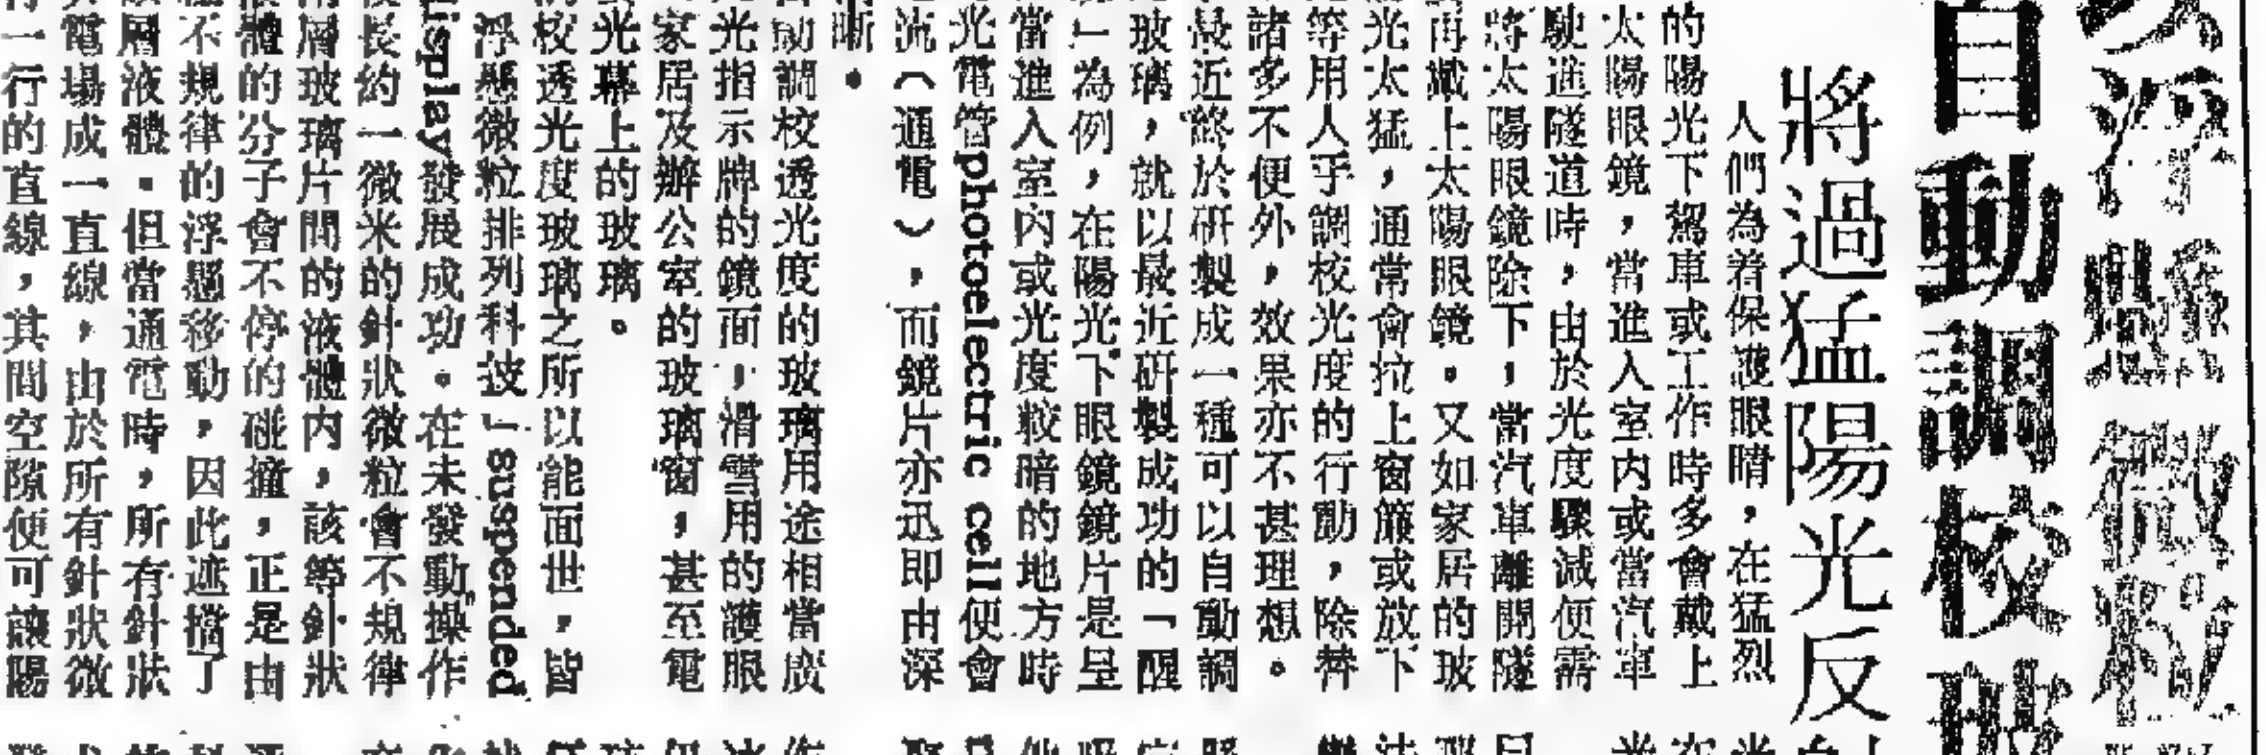 浮懸微粒
自動調校玻
將過猛陽光反
人們為着保護眼睛，在猛烈
的陽光下駕車或工作時多會戴上
太陽眼鏡，當進入室內或當汽車
駛進隧道時，由於光度驟減便需
將太陽眼鏡除下，當汽車離開隧
再戴上太陽眼鏡。又如家居的玻
光太猛，通常會拉上窗簾或放下
等用人手調校光度的行動，除替
諸多不便外，效果亦不甚理想。
最近終於研製成一種可以自動調
玻璃，就以最近研製成功的「醒
」為例，在陽光下眼鏡鏡片是呈
當進入室內或光度較暗的地方時
光電管photoelectric cell便會
流（通電），而鏡片亦迅即由深
晰。
動調校透光度的玻璃用途相當廣
光指示牌的鏡面，滑雪用的護眼
家居及辦公室的玻璃窗，甚至電
光幕上的玻璃。
校透光度玻璃之所以能面世，皆
浮懸微粒排列科技」suspended
display發展成功。在未發動操作
長約一微米的針狀微粒會不規律
層玻璃片間的液體內，該等針狀
體的分子會不停的碰撞，正是由
不規律的浮懸移動，因此遮擋了
層液體。但當通電時，所有針狀
電場成一直線，由於所有針狀微
一行的直線，其間空隙便可讓陽